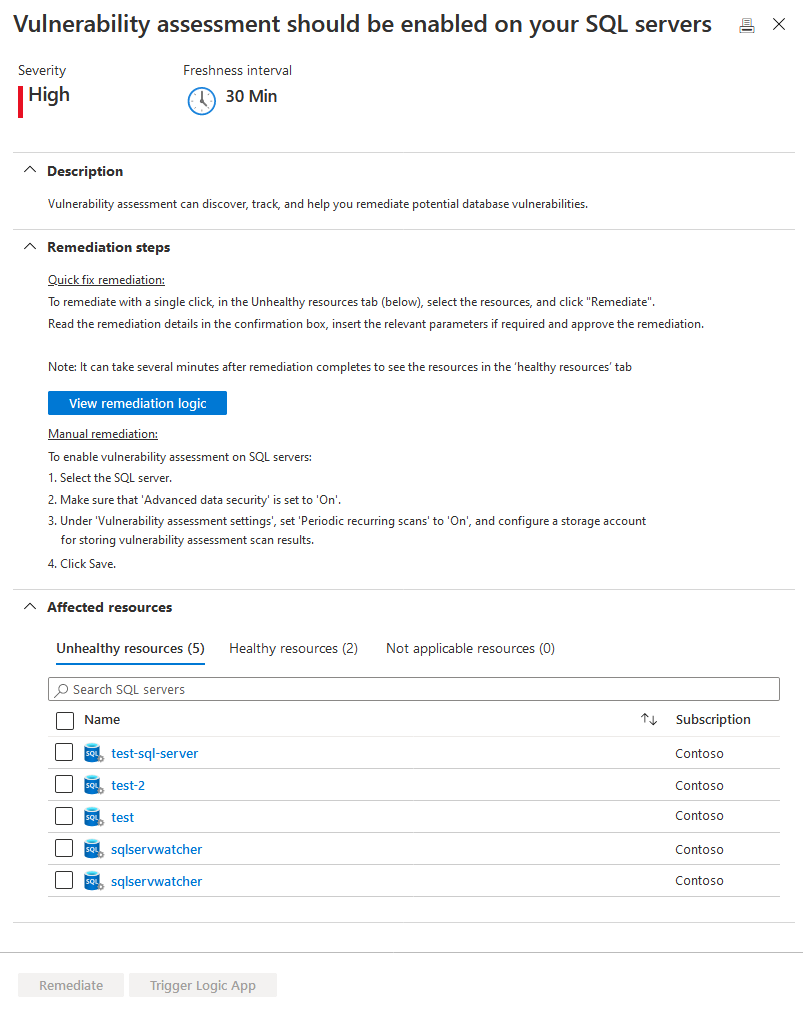 Vulnerability assessment should be enabled on your SQL servers
Severity
Freshness interval
High
30 Min
Description
Vulnerability assessment can discover, track, and help you remediate potential database vulnerabilities.
Remediation steps
Quick fix remediation:
To remediate with a single click, in the Unhealthy resources tab (below), select the resources, and click "Remediate".
Read the remediation details in the confirmation box, insert the relevant parameters if required and approve the remediation.
Note: It can take several minutes after remediation completes to see the resources in the 'healthy resources' tab
View remediation logic
Manual remediation:
To enable vulnerability assessment on SQL servers:
1. Select the SQL server.
2. Make sure that 'Advanced data security' is set to 'On'.
3. Under 'Vulnerability assessment settings', set 'Periodic recurring scans' to 'On', and configure a storage account
for storing vulnerability assessment scan results.
4. Click Save.
Affected resources
Unhealthy resources (5) Healthy resources (2) Not applicable resources (0)
Search SQL servers
Name Subscription
SQL test-sql-server Contoso
SQL test-2 Contoso
SQL test Contoso
SQL sqlservwatcher Contoso
SQL sqlservwatcher Contoso
Remediate Trigger Logic App